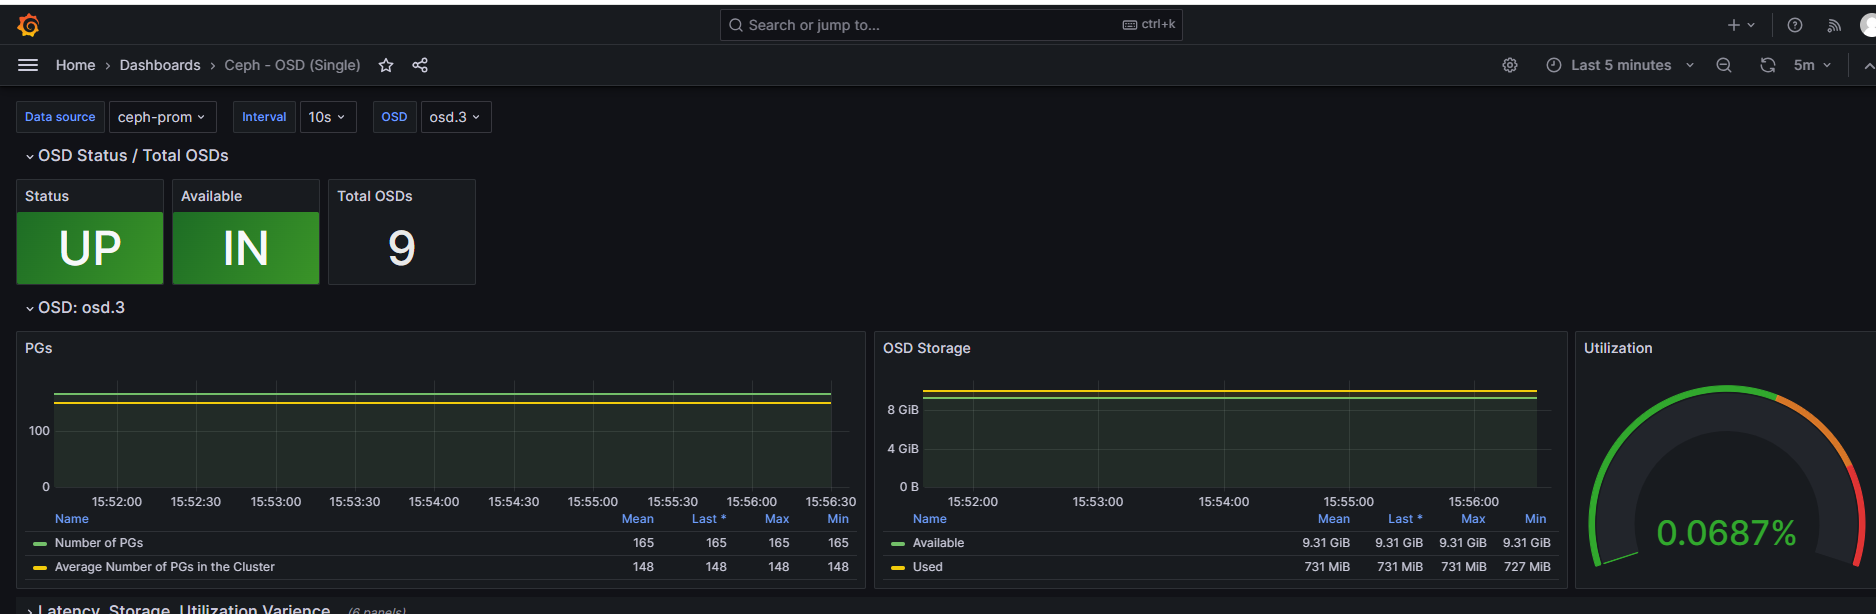 Search or jump to...
ctrl+k
Home › Dashboards › Ceph - OSD (Single)
Last 5 minutes
5m
Data source
ceph-prom
Interval
10s
OSD
osd.3
OSD Status / Total OSDs
Status
Available
Total OSDs
UP
IN
9
OSD: osd.3
PGs
100
0
15:52:00 15:52:30 15:53:00 15:53:30 15:54:00 15:54:30 15:55:00 15:55:30 15:56:00 15:56:30
Name Mean Last * Max Min
Number of PGs 165 165 165 165
Average Number of PGs in the Cluster 148 148 148 148
OSD Storage
8 GiB
4 GiB
0 B
15:52:00 15:53:00 15:54:00 15:55:00 15:56:00
Name Mean Last * Max Min
Available 9.31 GiB 9.31 GiB 9.31 GiB 9.31 GiB
Used 731 MiB 731 MiB 731 MiB 727 MiB
Utilization
0.0687%
Latency, Storage, Utilization Varience (6 panels)